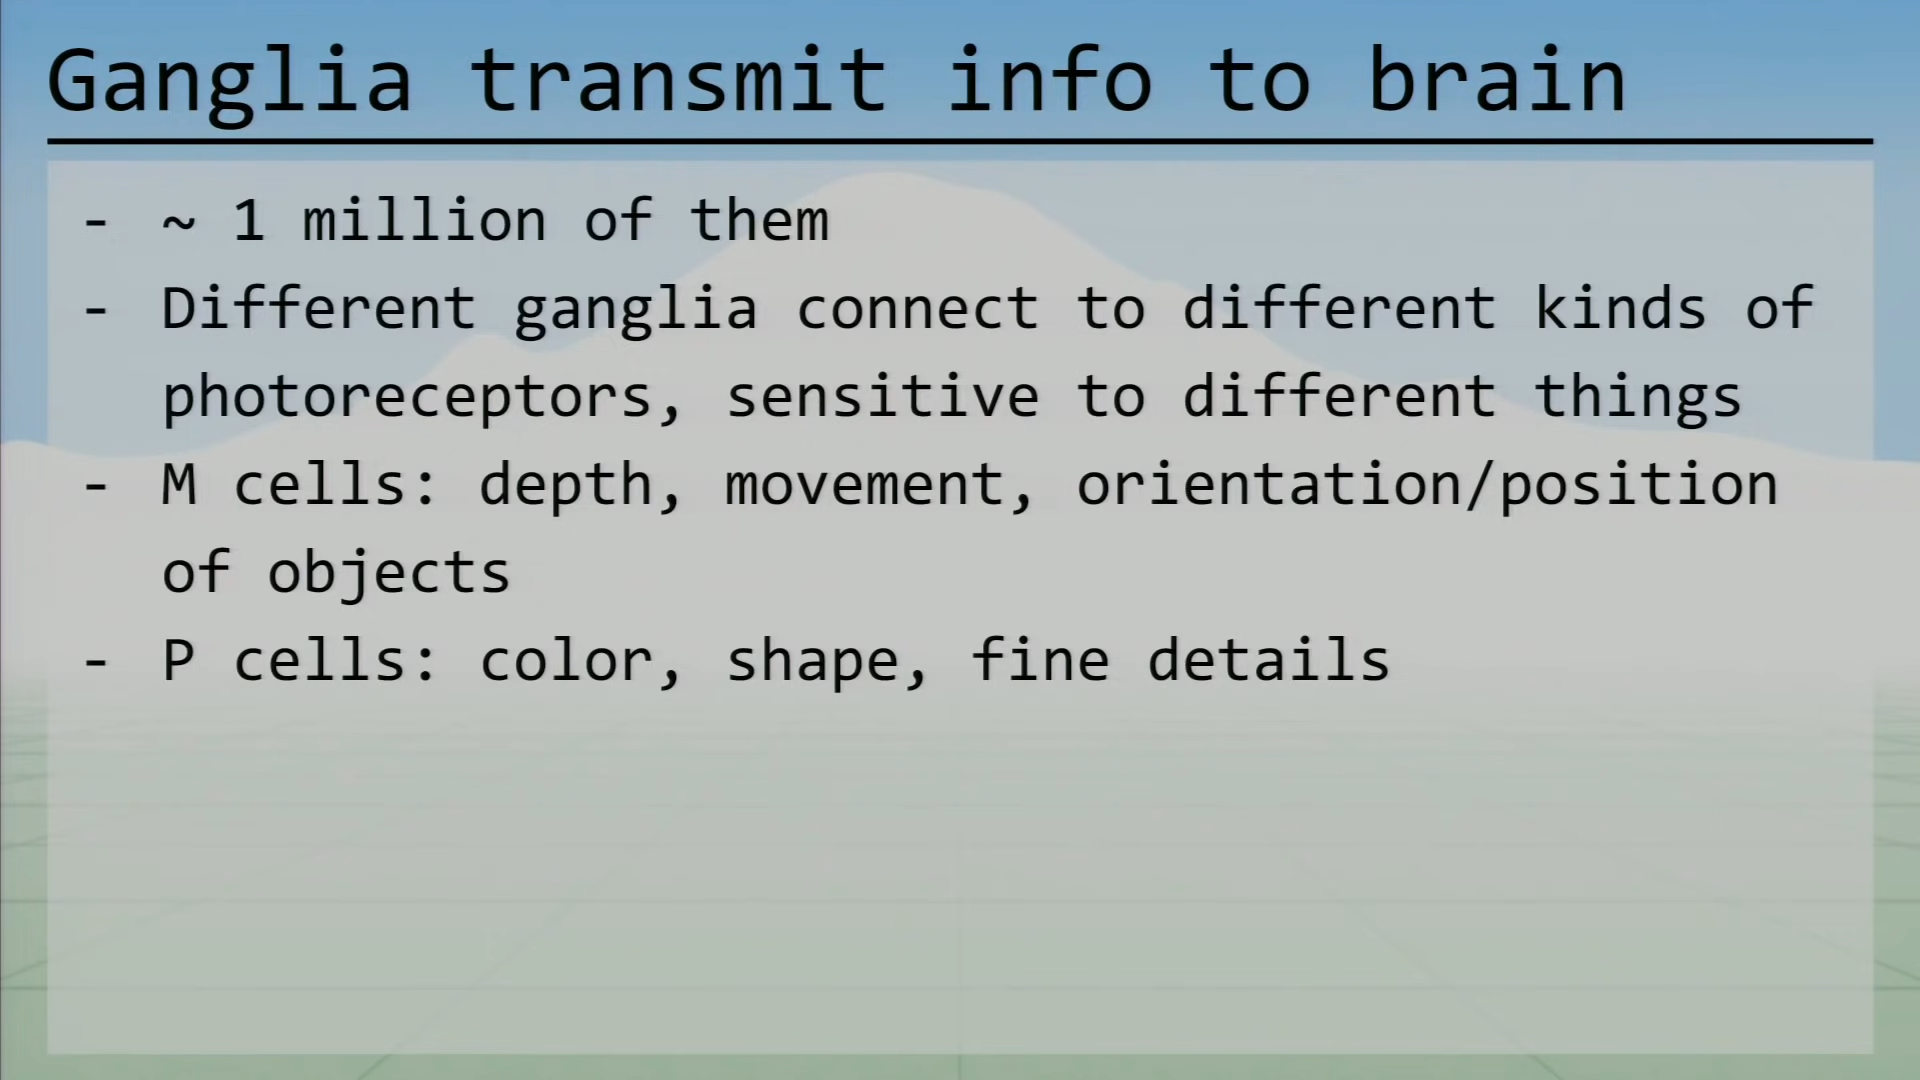 Ganglia transmit info to brain
- ~ 1 million of them
- Different ganglia connect to different kinds of
photoreceptors, sensitive to different things
- M cells: depth, movement, orientation/position
of objects
- P cells: color, shape, fine details